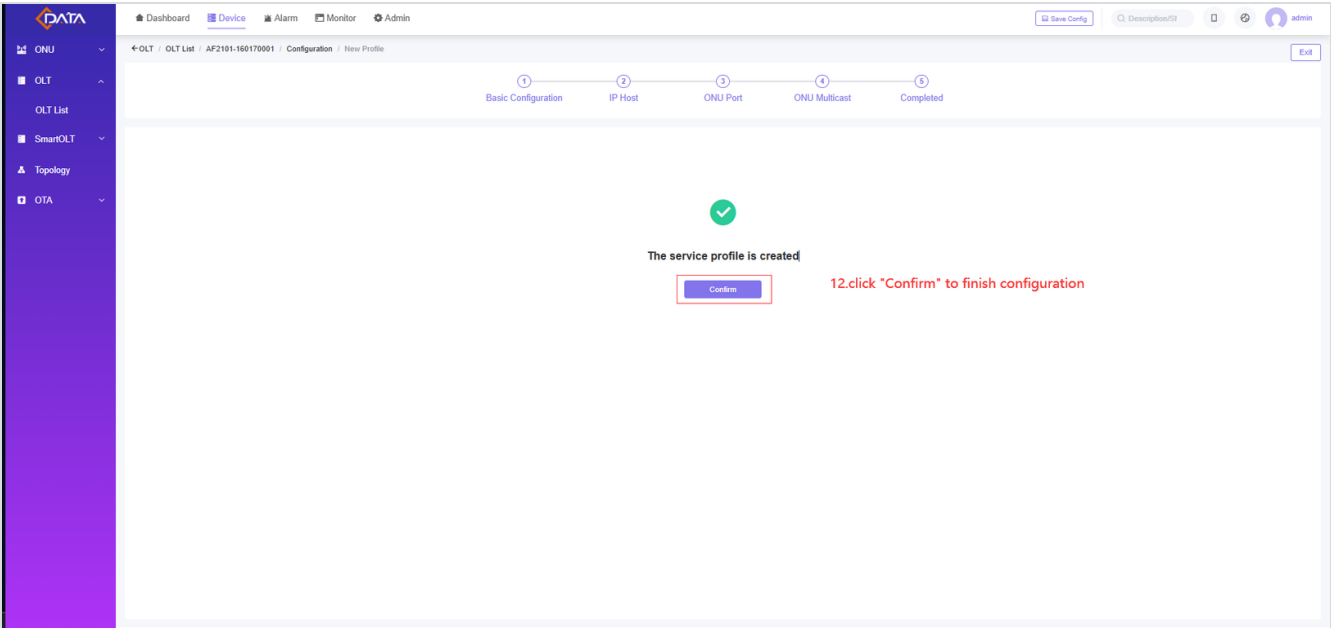 DATA
Dashboard Device Alarm Monitor Admin
Save Config Description/SI admin
ONU
OLT
OLT List
SmartOLT
Topology
OTA
OLT / OLT List / AF2101-160170001 / Configuration / New Profile
Exit
1 2 3 4 5
Basic Configuration IP Host ONU Port ONU Multicast Completed
The service profile is created
Confirm
12.click "Confirm" to finish configuration